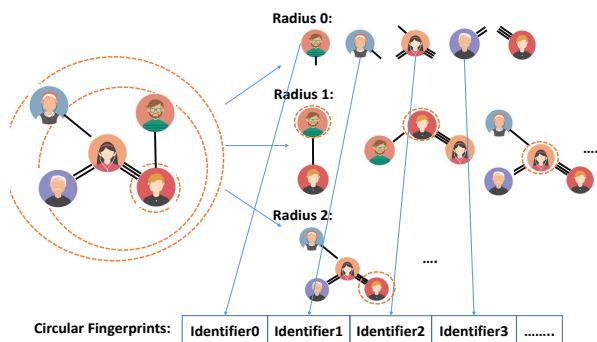 Radius 0:
Radius 1:
....
Radius 2:
....
Circular Fingerprints: Identifier0 Identifier1 Identifier2 Identifier3 ........